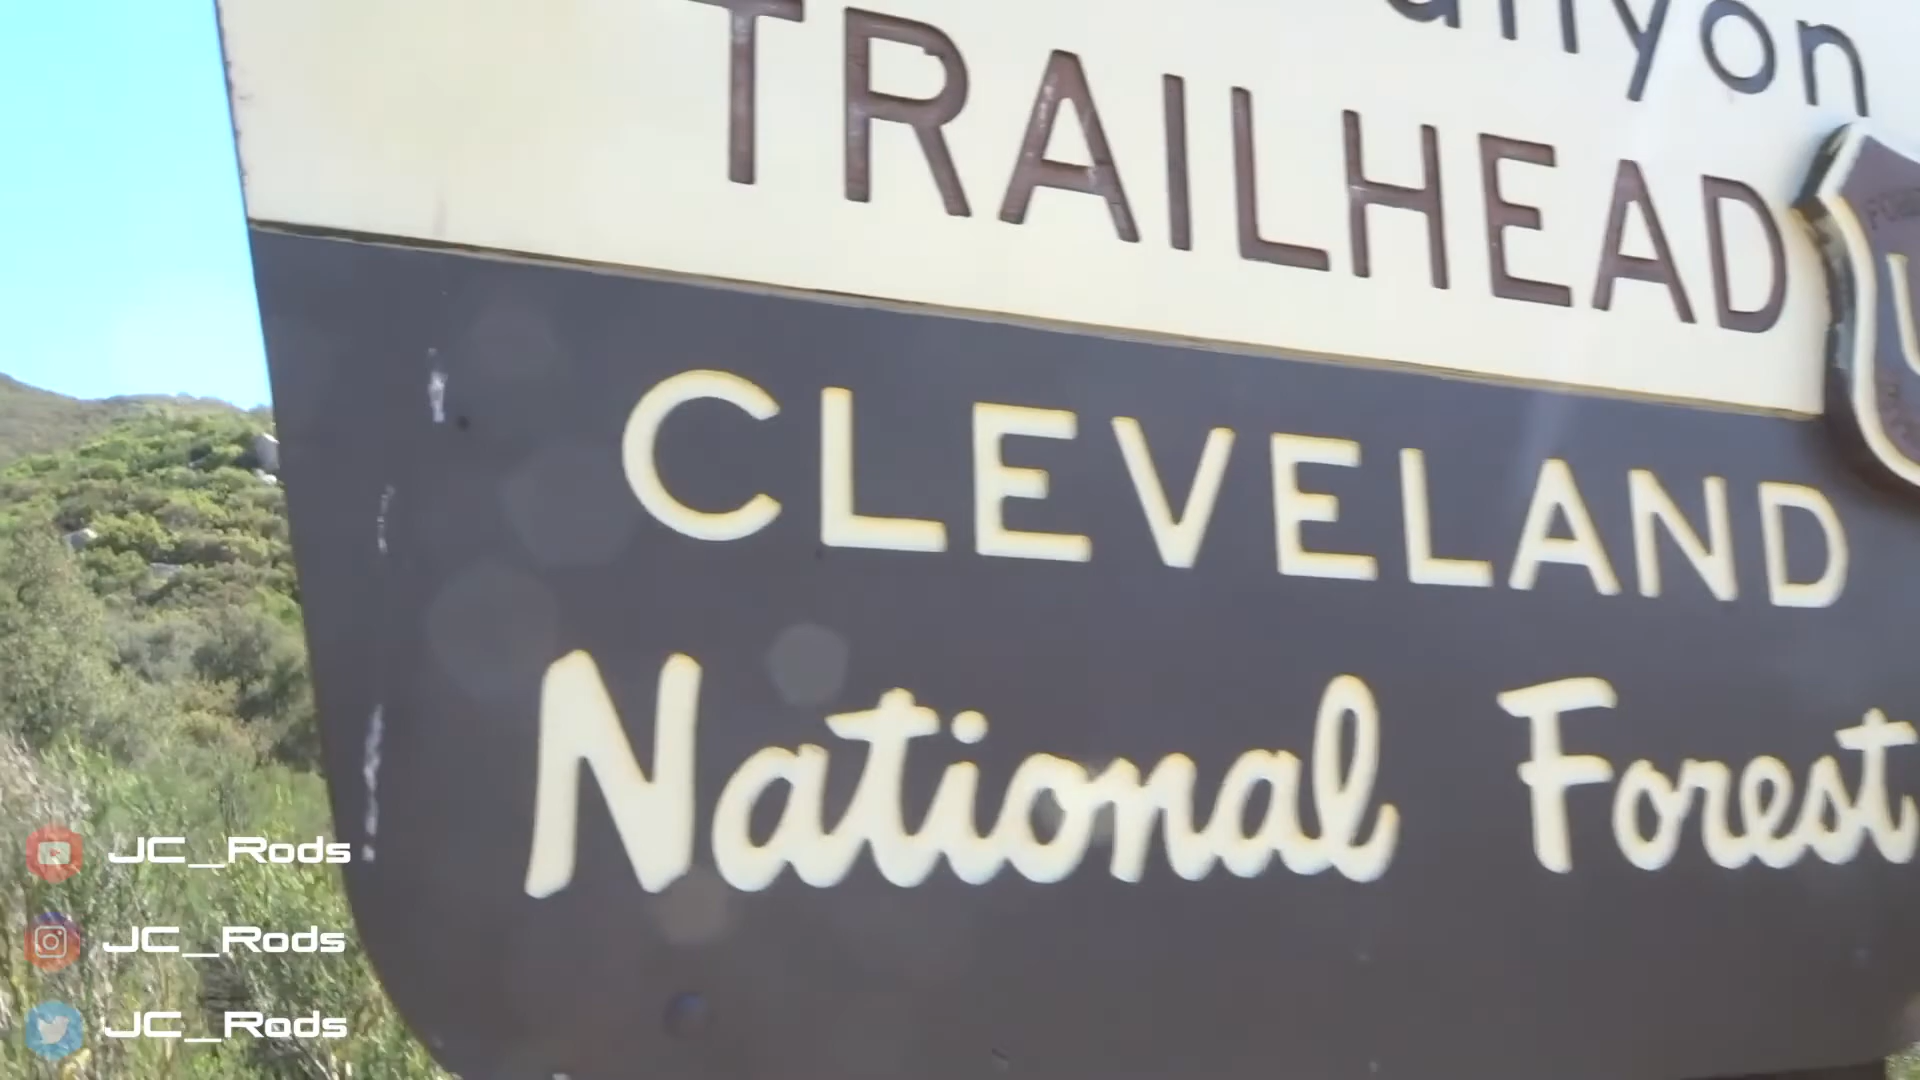 TRAILHEAD
CLEVELAND
National Forest
JC_Rods
JC_Rods
JC_Rods